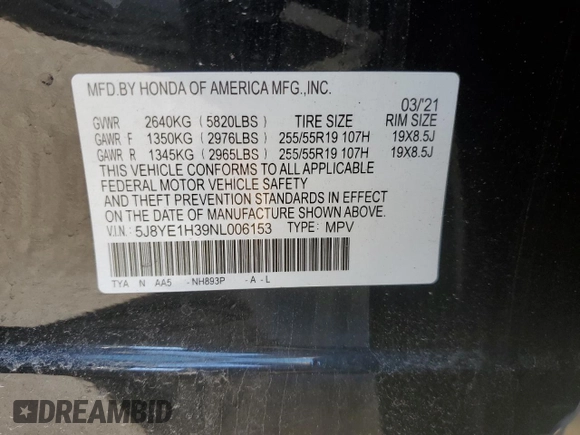 MFD.BY HONDA OF AMERICA MFG.,INC.
03/'21
GVWR 2640KG (5820LBS) TIRE SIZE RIM SIZE
GAWR F 1350KG (2976LBS) 255/55R19 107H 19X8.5J
GAWR R 1345KG (2965LBS) 255/55R19 107H 19X8.5J
THIS VEHICLE CONFORMS TO ALL APPLICABLE
FEDERAL MOTOR VEHICLE SAFETY
AND THEFT PREVENTION STANDARDS IN EFFECT
ON THE DATE OF MANUFACTURE SHOWN ABOVE.
V.I.N.: 5J8YE1H39NL006153 TYPE: MPV
TYA N AA5 -NH893P -A-L
DREAMBID